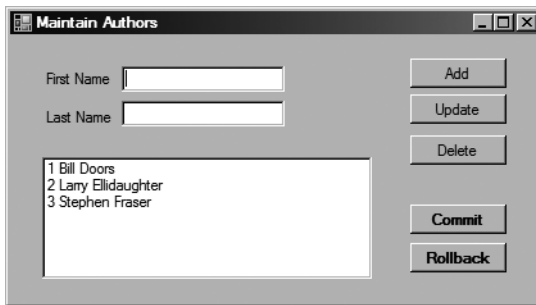 Maintain Authors
First Name
Last Name
Add
Update
Delete
1 Bill Doors
2 Larry Ellidaughter
3 Stephen Fraser
Commit
Rollback